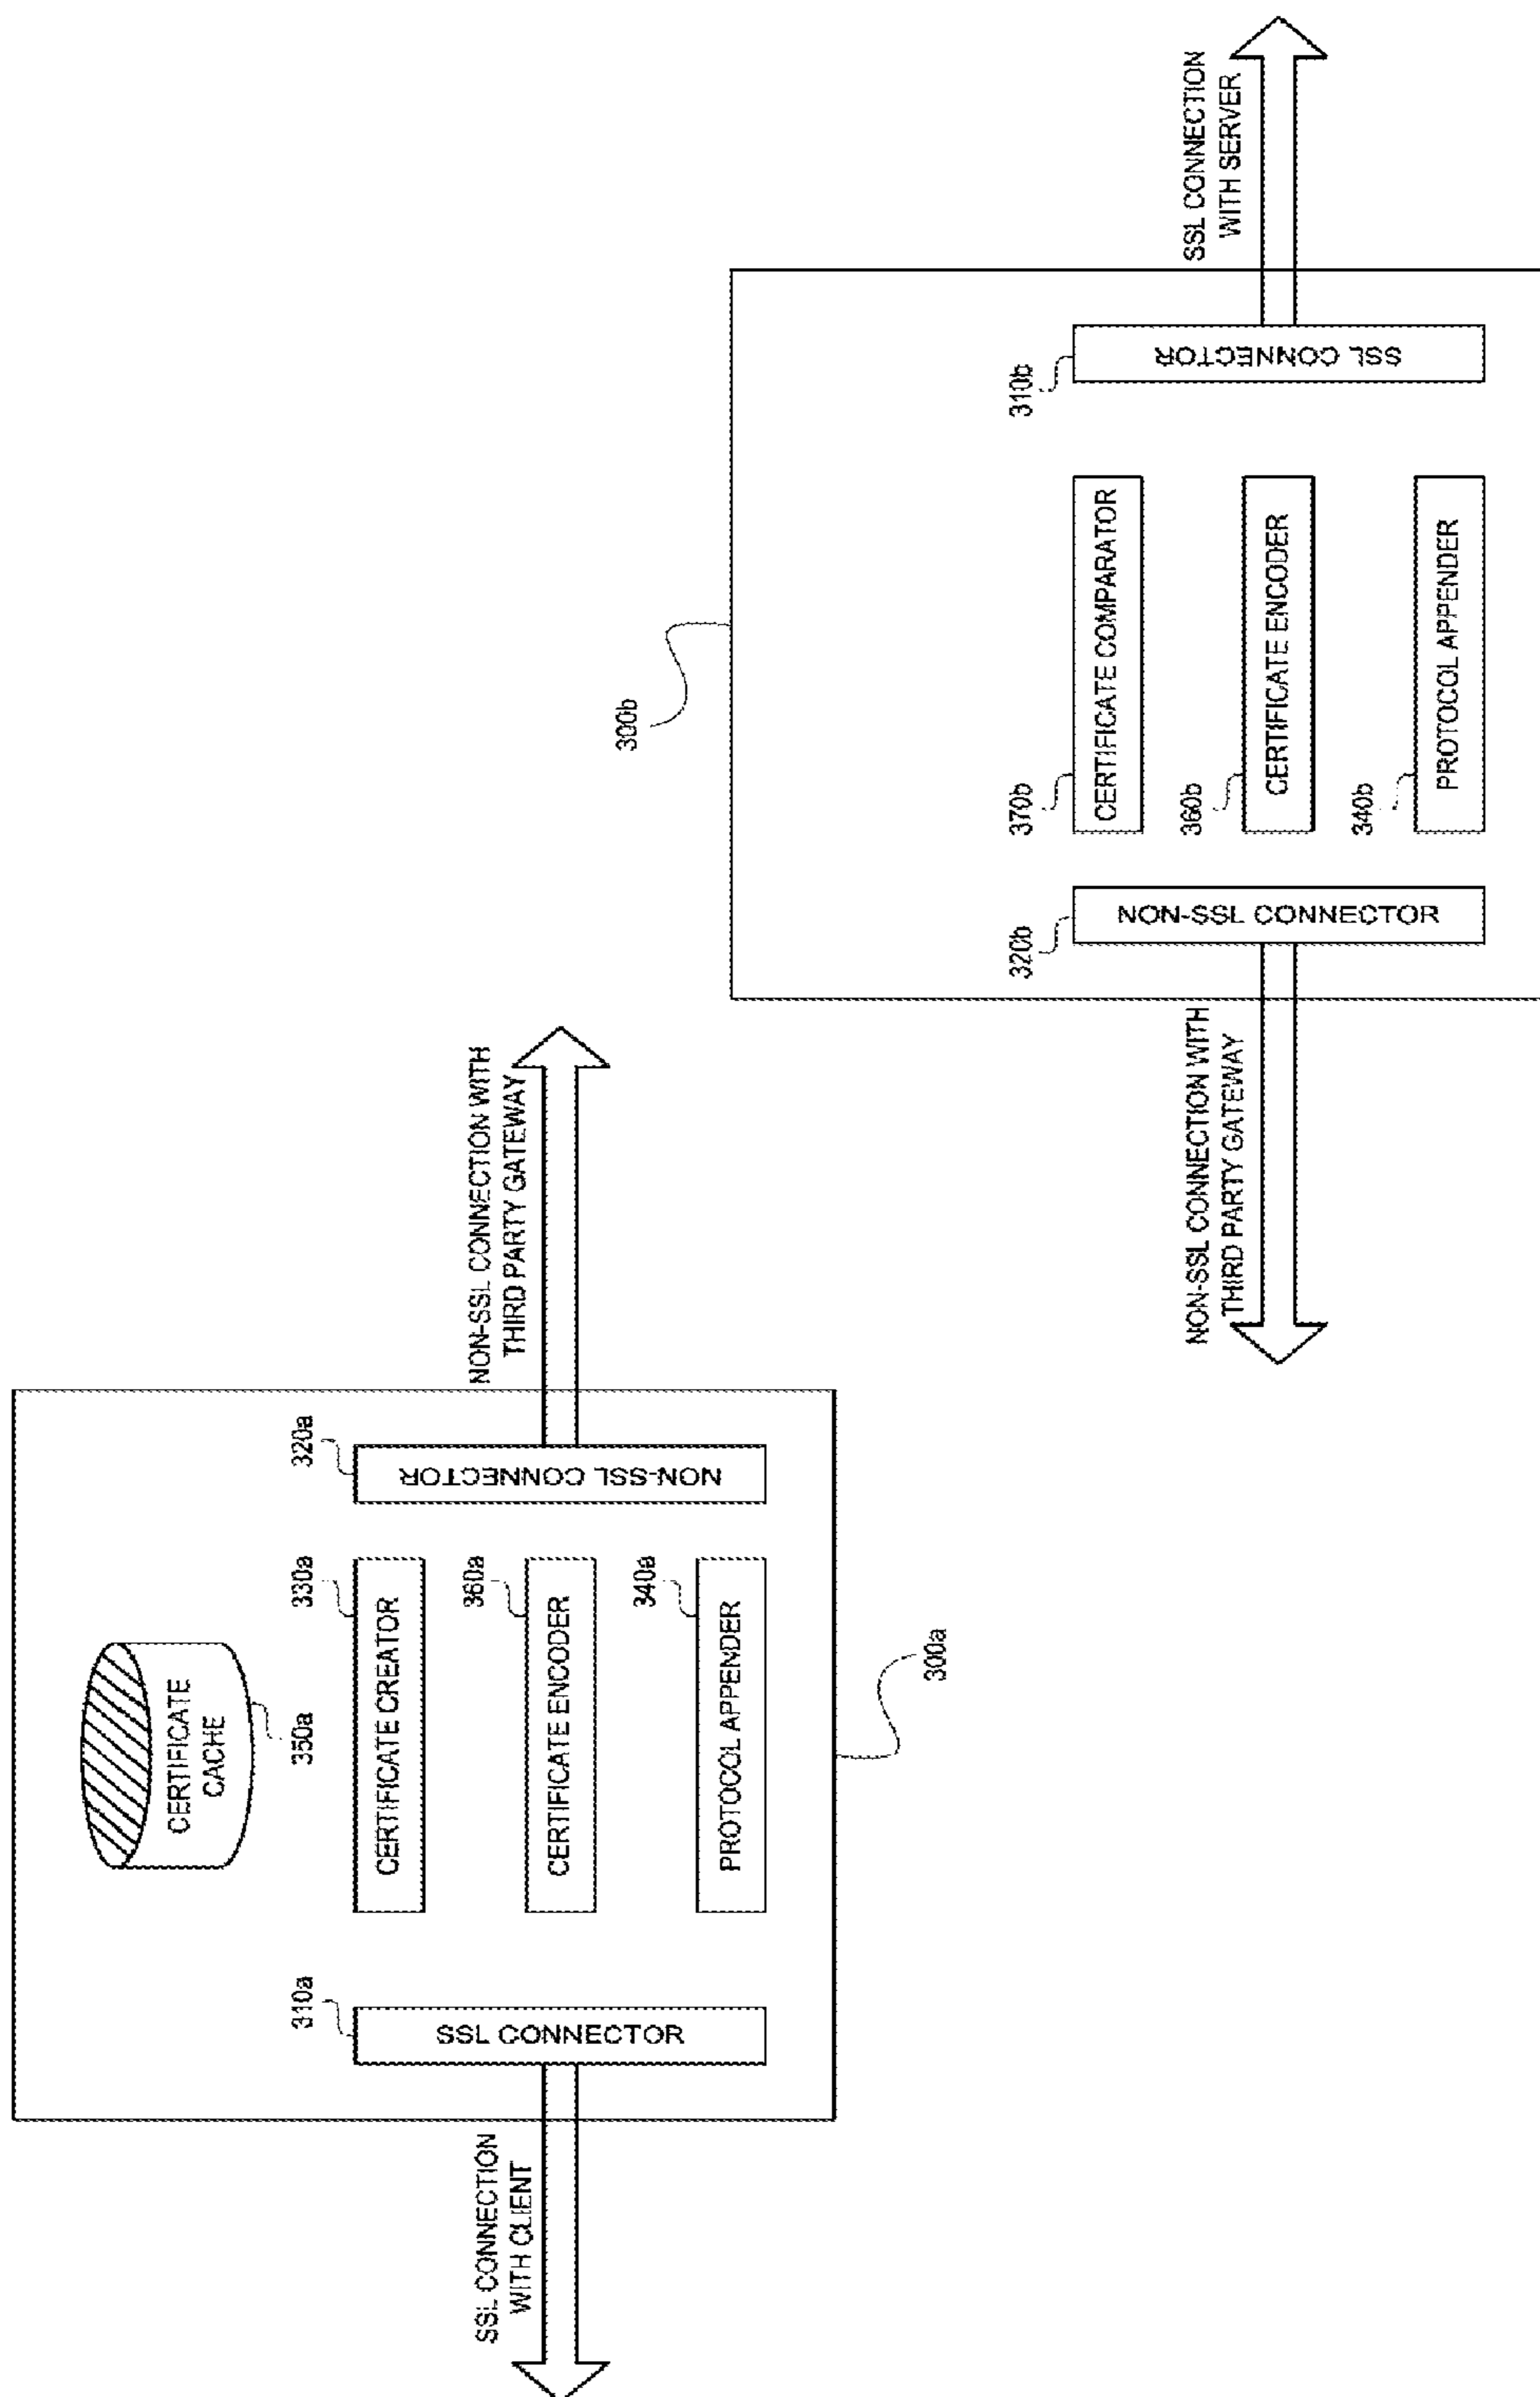 CERTIFICATE
CACHE
350a
310a
SSL CONNECTOR
330a
CERTIFICATE CREATOR
360a
CERTIFICATE ENCODER
340a
PROTOCOL APPENDER
320a
NON-SSL CONNECTOR
300a
SSL CONNECTION
WITH CLIENT
NON-SSL CONNECTION WITH
THIRD PARTY GATEWAY
300b
320b
NON-SSL CONNECTOR
370b
CERTIFICATE COMPARATOR
360b
CERTIFICATE ENCODER
340b
PROTOCOL APPENDER
310b
SSL CONNECTOR
NON-SSL CONNECTION WITH
THIRD PARTY GATEWAY
SSL CONNECTION
WITH SERVER